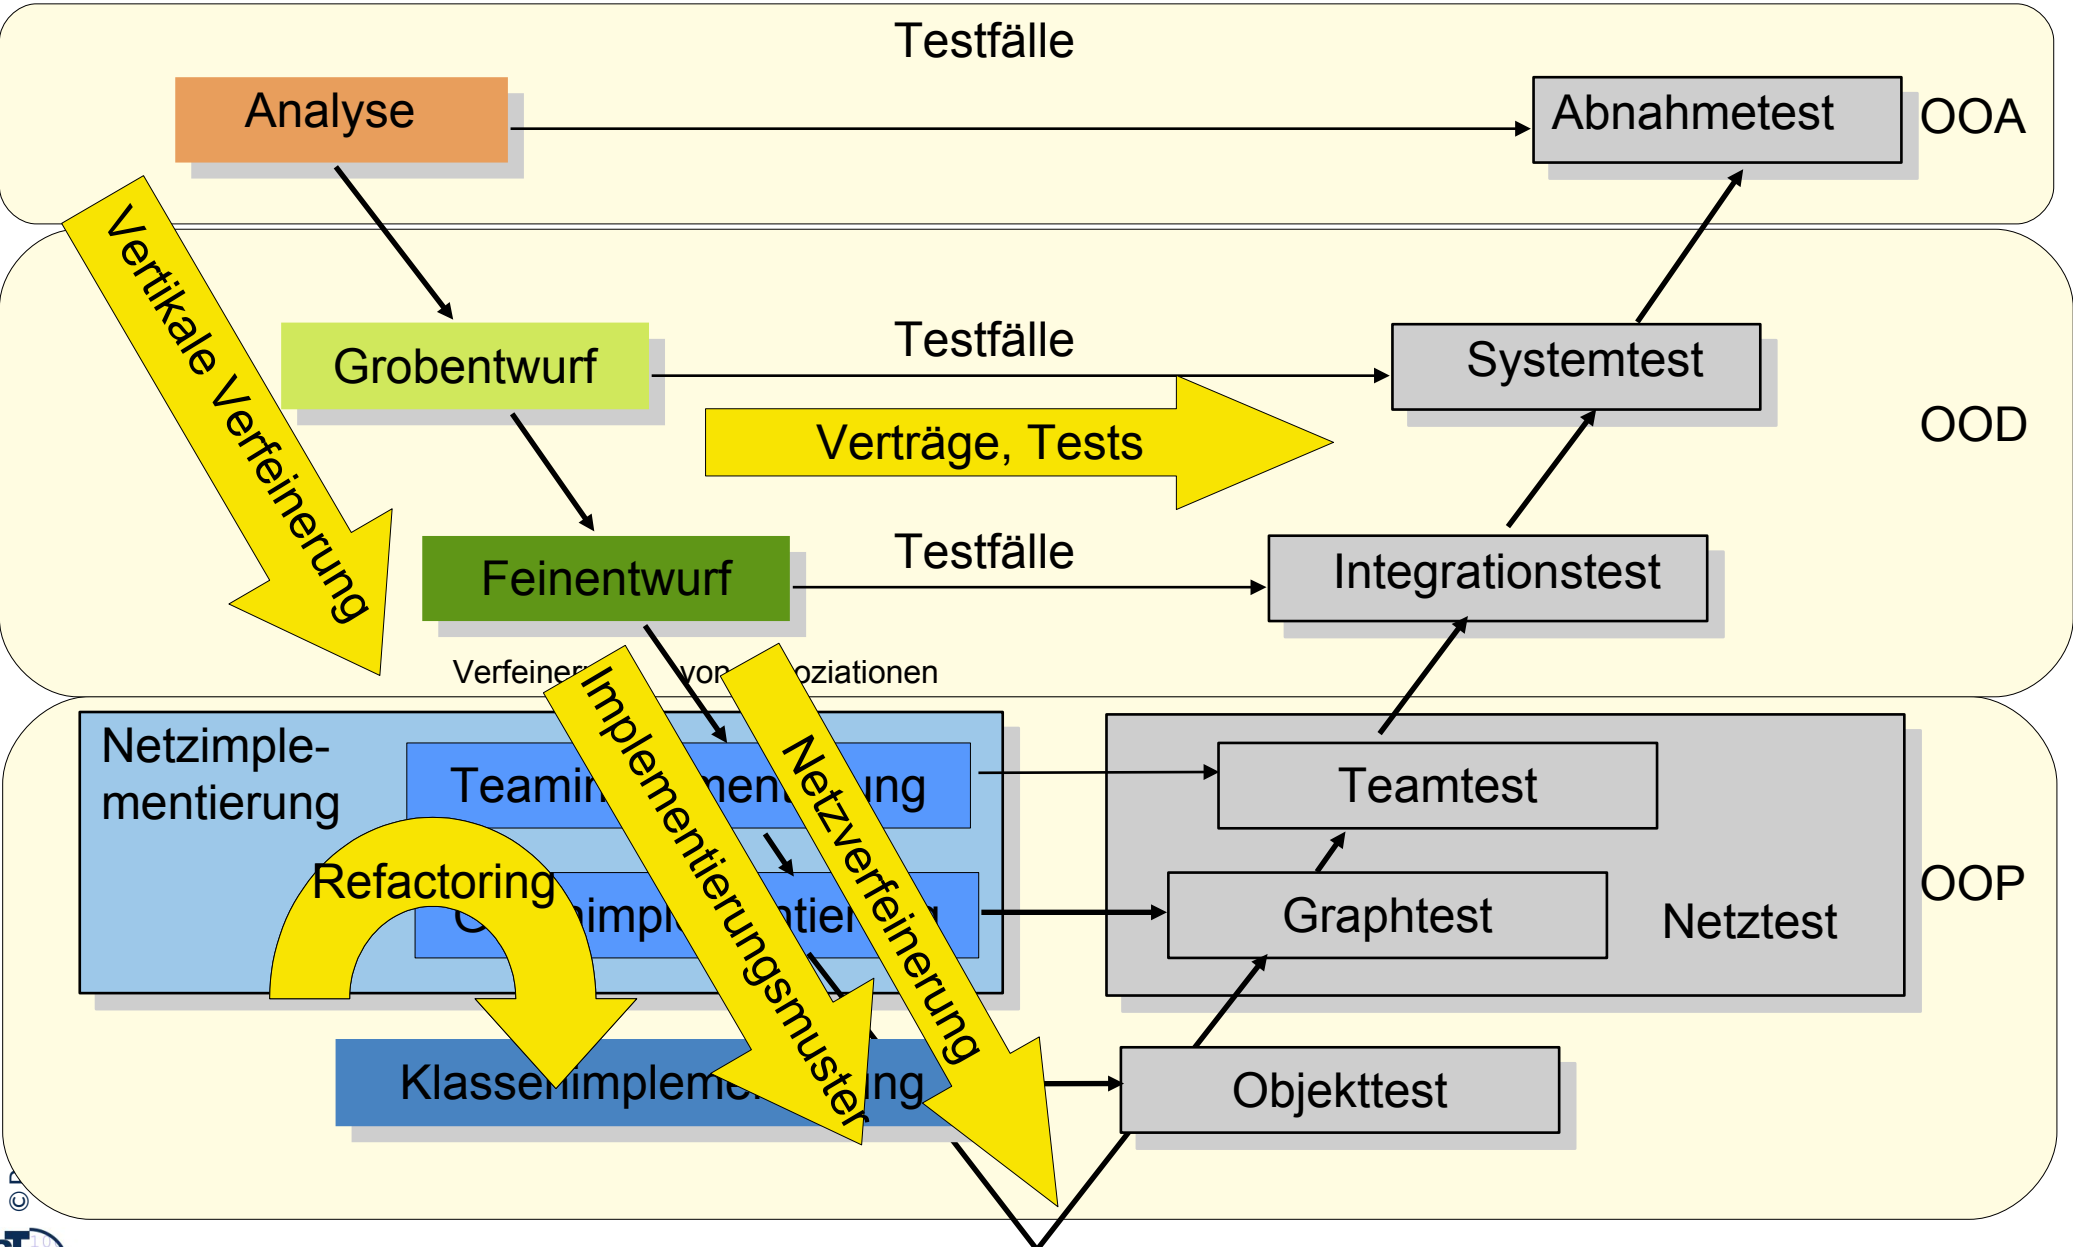 Testfälle
Analyse
Abnahmetest
OOA
Vertikale Verfeinerung
Testfälle
Grobentwurf
Systemtest
OOD
Verträge, Tests
Testfälle
Feinentwurf
Integrationstest
Implementierungsmuster
Netzverfeinerung
Netzimple-
mentierung
Teamtest
Refactoring
Graphtest
Netztest
OOP
Objekttest
©